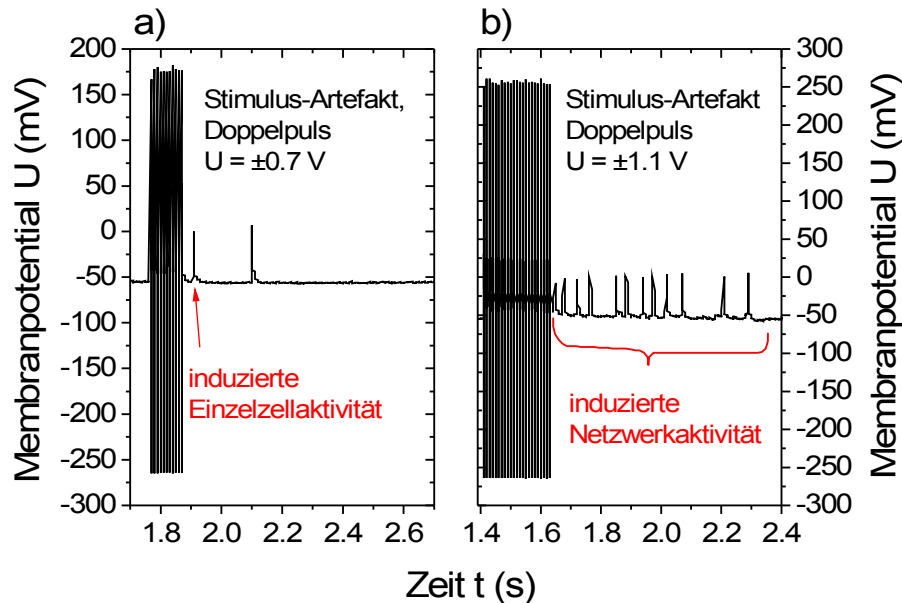 a)
b)
Membranpotential U (mV)
200
150
100
50
0
-50
-100
-150
-200
-250
-300
Stimulus-Artefakt,
Doppelpuls
U = ±0.7 V
induzierte
Einzelzellaktivität
1.8
2.0
2.2
2.4
2.6
Stimulus-Artefakt
Doppelpuls
U = ±1.1 V
induzierte
Netzwerkaktivität
1.4
1.6
1.8
2.0
2.2
2.4
300
250
200
150
100
50
0
-50
-100
-150
-200
-250
-300
Membranpotential U (mV)
Zeit t (s)